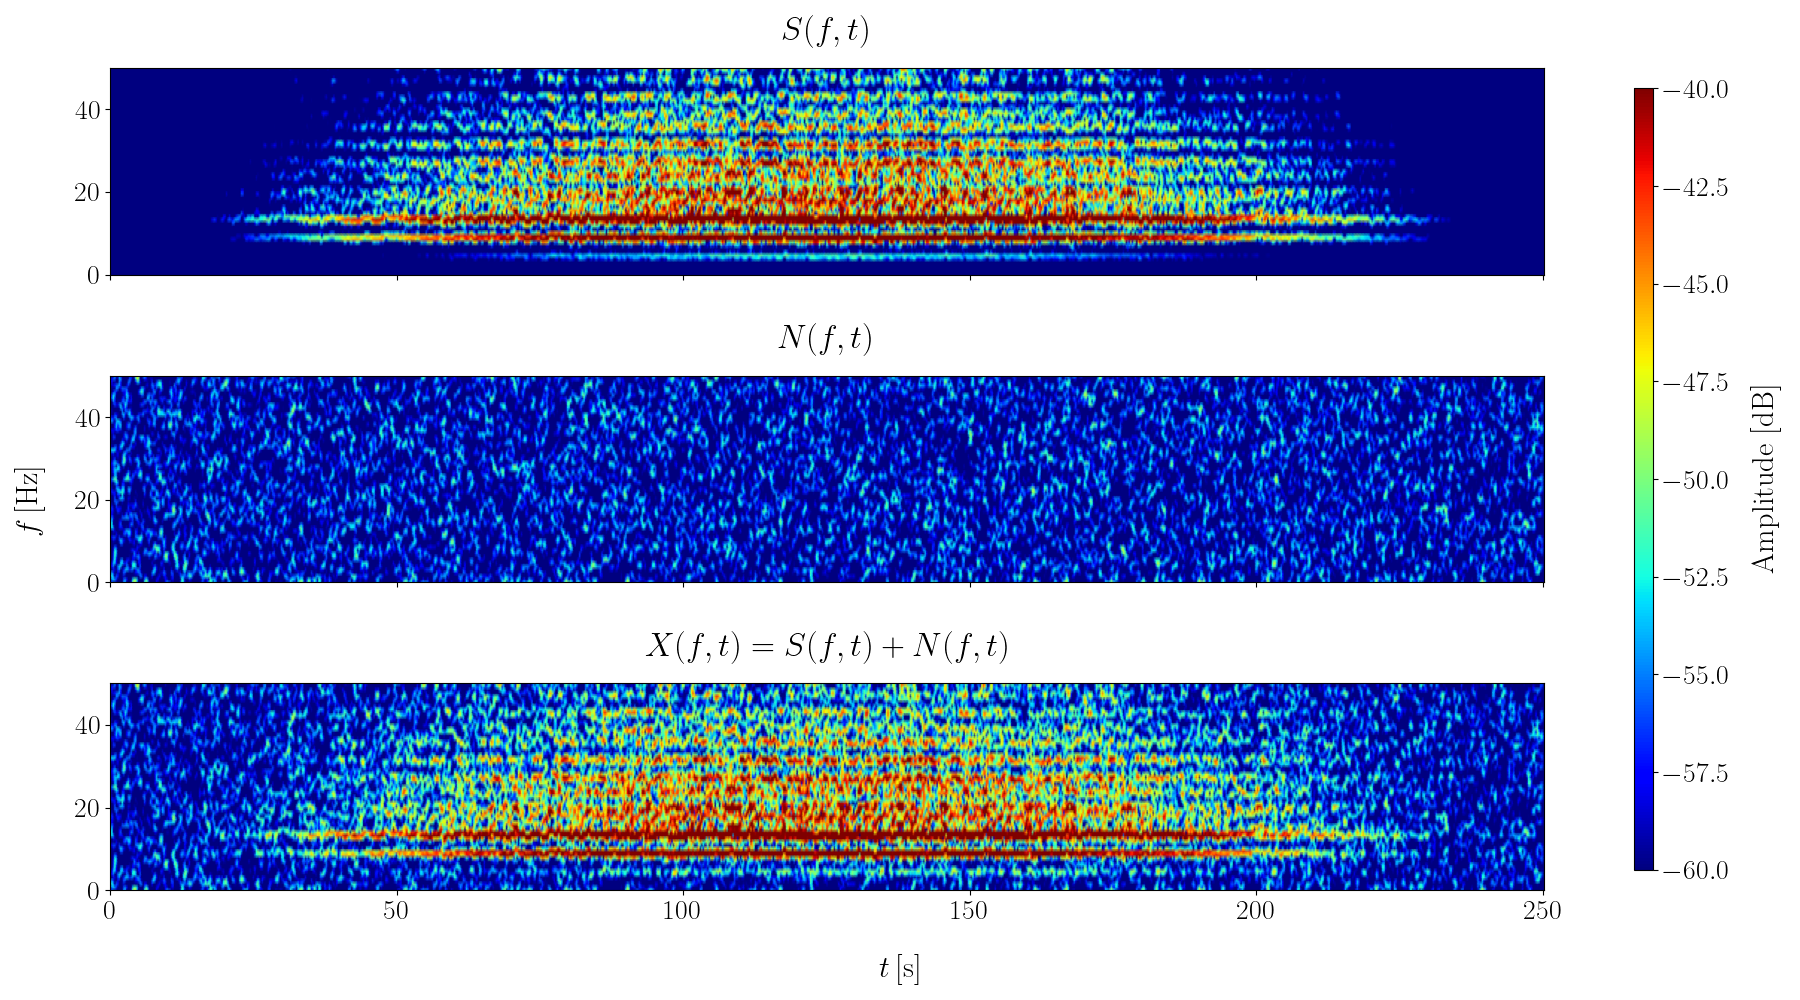 S(f, t)
40
20
0
N(f, t)
40
20
0
f [Hz]
X(f, t) = S(f, t) + N(f, t)
40
20
0
0 50 100 150 200 250
t [s]
−40.0
−42.5
−45.0
−47.5
−50.0
−52.5
−55.0
−57.5
−60.0
Amplitude [dB]